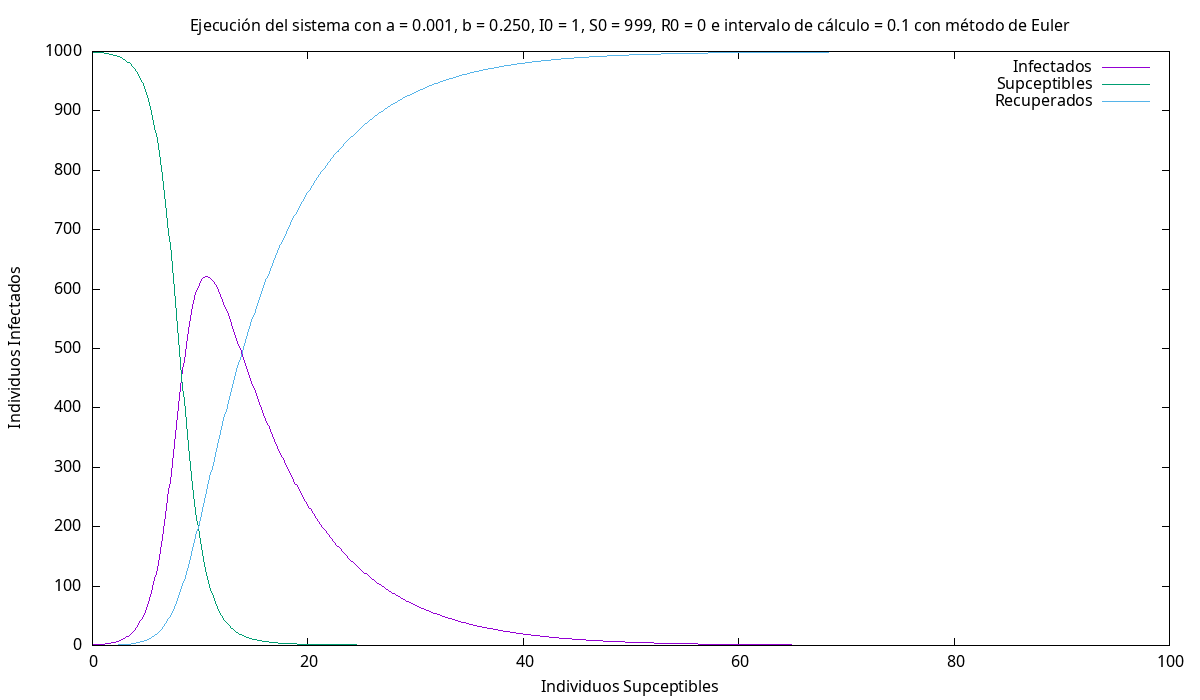 Ejecución del sistema con a = 0.001, b = 0.250, I0 = 1, S0 = 999, R0 = 0 e intervalo de cálculo = 0.1 con método de Euler
Infectados
Supceptibles
Recuperados
1000
900
800
700
600
500
400
300
200
100
0
Individuos Infectados
0 20 40 60 80 100
Individuos Supceptibles